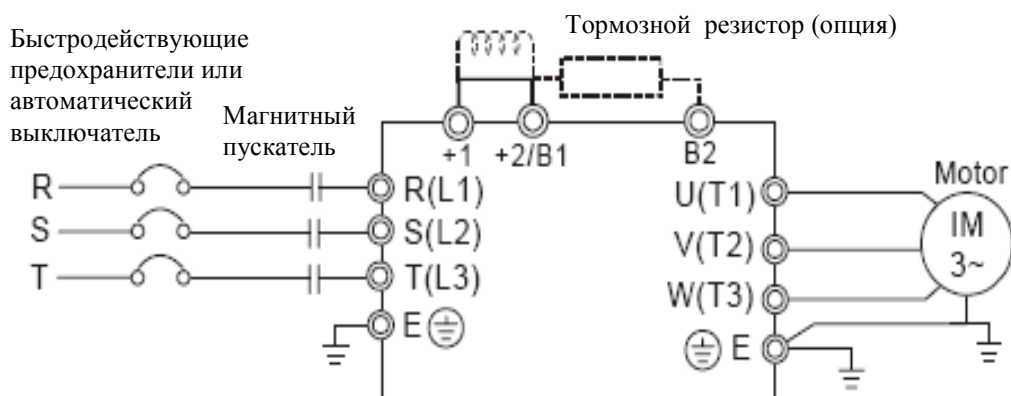 Быстродействующие
предохранители или
автоматический
выключатель
Магнитный
пускатель
Тормозной резистор (опция)
+1
+2/B1
B2
R
R(L1)
S
S(L2)
T
T(L3)
E
U(T1)
V(T2)
W(T3)
E
Motor
IM
3~